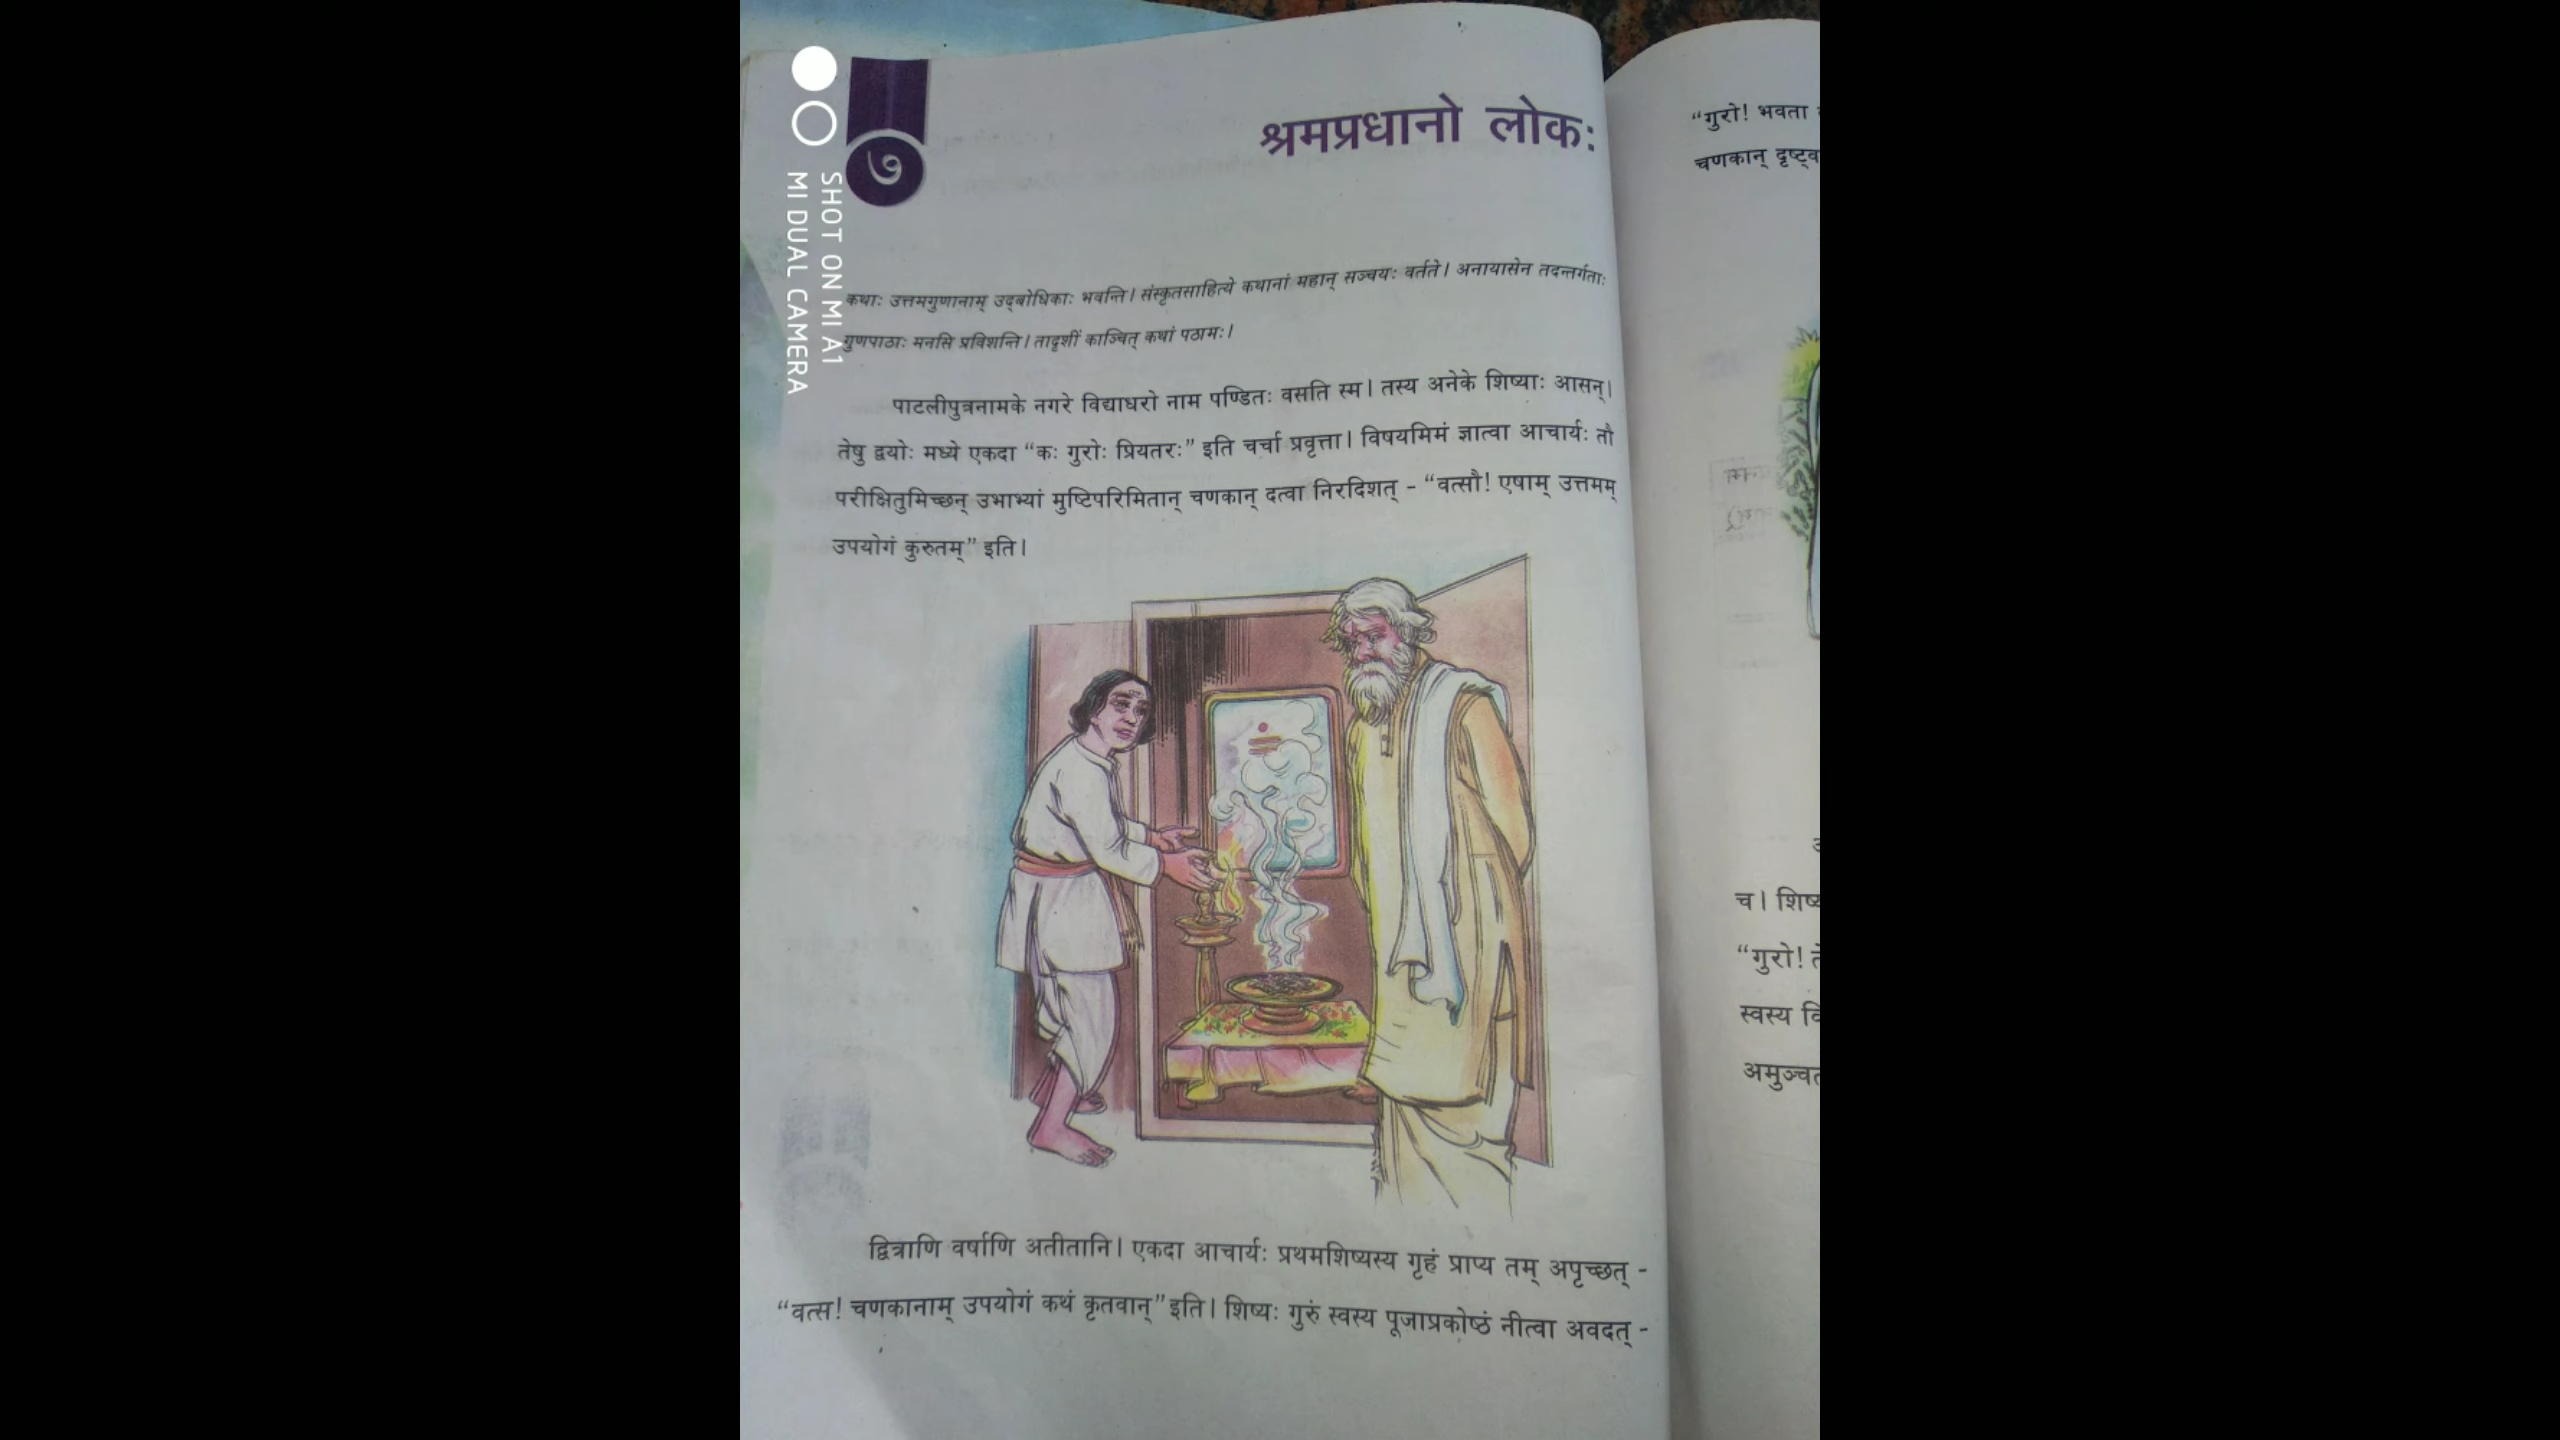 श्रमप्रधानो लोकः
७
SHOT ON MI A1
MI DUAL CAMERA
कथाः उत्तमगुणानाम् उद्‌बोधिकाः भवन्ति। संस्कृतसाहित्ये कथानां महान् सञ्चयः वर्तते। अनायासेन तदन्तर्गताः
गुणपाठाः मनसि प्रविशन्ति। तादृशीं काञ्चित् कथां पठामः।
पाटलीपुत्रनामके नगरे विद्याधरो नाम पण्डितः वसति स्म। तस्य अनेके शिष्याः आसन्।
तेषु द्वयोः मध्ये एकदा “कः गुरोः प्रियतरः” इति चर्चा प्रवृत्ता। विषयमिमं ज्ञात्वा आचार्यः तौ
परीक्षितुमिच्छन् उभाभ्यां मुष्टिपरिमितान् चणकान् दत्वा निरदिशत् - “वत्सौ! एषाम् उत्तमम्
उपयोगं कुरुतम्” इति।
द्वित्राणि वर्षाणि अतीतानि। एकदा आचार्यः प्रथमशिष्यस्य गृहं प्राप्य तम् अपृच्छत् -
“वत्स! चणकानाम् उपयोगं कथं कृतवान्” इति। शिष्यः गुरुं स्वस्य पूजाप्रकोष्ठं नीत्वा अवदत् -
“गुरो! भवता
चणकान्
च।
“गुरो!
स्वस्य